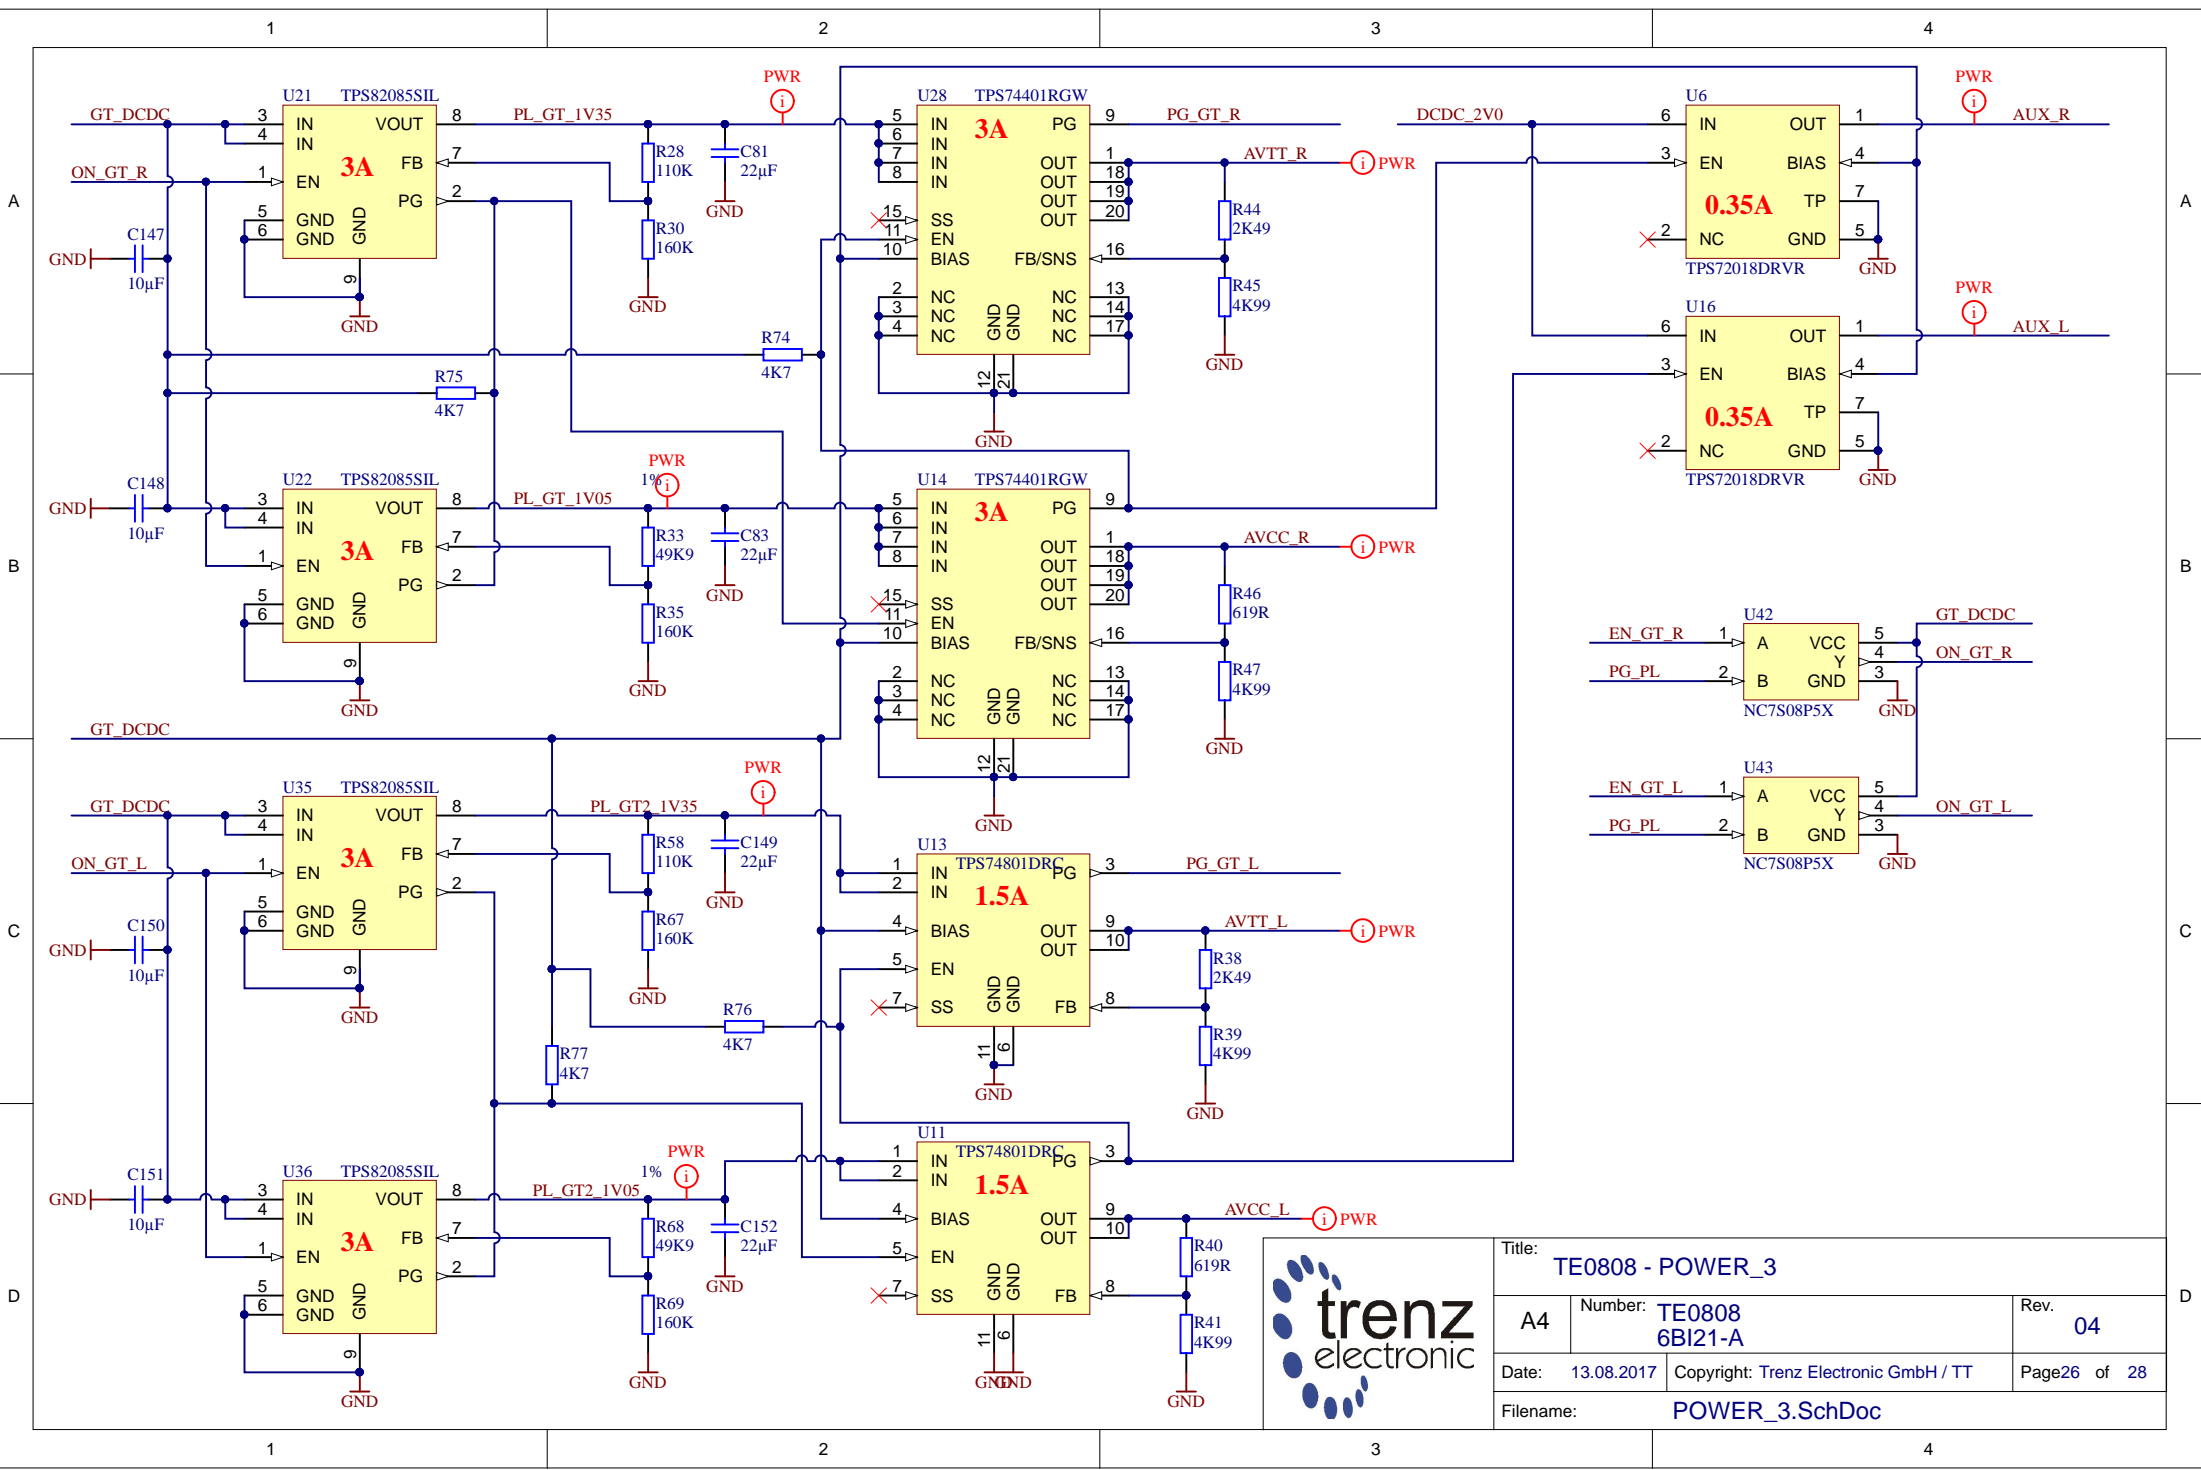 1 2 3 4
A A
B B
C C
D D
1 2 3 4
U21 TPS82085SIL
GT_DCDC
ON_GT_R
3 IN
4 IN
1 EN
5 GND
6 GND
GND
9
VOUT 8
FB 7
PG 2
3A
GND
C147
10µF
GND
PL_GT_1V35
R28
110K
R30
160K
GND
C81
22µF
GND
PWR
i
R74
4K7
R75
4K7
U28 TPS74401RGW
3A
5 IN
6 IN
7 IN
8 IN
15 SS
11 EN
10 BIAS
2 NC
3 NC
4 NC
GND GND
12 21
PG 9
OUT 1
OUT 18
OUT 19
OUT 20
FB/SNS 16
NC 13
NC 14
NC 17
GND
PG_GT_R
AVTT_R
i PWR
R44
2K49
R45
4K99
GND
DCDC_2V0
U6
6 IN
3 EN
2 NC
OUT 1
BIAS 4
TP 7
GND 5
0.35A
TPS72018DRVR
GND
PWR
i
AUX_R
U16
6 IN
3 EN
2 NC
OUT 1
BIAS 4
TP 7
GND 5
0.35A
TPS72018DRVR
GND
PWR
i
AUX_L
U22 TPS82085SIL
3 IN
4 IN
1 EN
5 GND
6 GND
GND
9
VOUT 8
FB 7
PG 2
3A
GND
C148
10µF
GND
PL_GT_1V05
1%
PWR
i
R33
49K9
R35
160K
GND
C83
22µF
GND
U14 TPS74401RGW
3A
5 IN
6 IN
7 IN
8 IN
15 SS
11 EN
10 BIAS
2 NC
3 NC
4 NC
GND GND
12 21
PG 9
OUT 1
OUT 18
OUT 19
OUT 20
FB/SNS 16
NC 13
NC 14
NC 17
GND
AVCC_R
i PWR
R46
619R
R47
4K99
GND
U42
EN_GT_R 1 A
PG_PL 2 B
VCC 5 GT_DCDC
Y 4 ON_GT_R
GND 3
NC7S08P5X
GND
U43
EN_GT_L 1 A
PG_PL 2 B
VCC 5
Y 4 ON_GT_L
GND 3
NC7S08P5X
GND
GT_DCDC
U35 TPS82085SIL
GT_DCDC
ON_GT_L
3 IN
4 IN
1 EN
5 GND
6 GND
GND
9
VOUT 8
FB 7
PG 2
3A
GND
C150
10µF
GND
PL_GT2_1V35
PWR
i
R58
110K
R67
160K
GND
C149
22µF
GND
R76
4K7
R77
4K7
U13
TPS74801DRC
1.5A
1 IN
2 IN
4 BIAS
5 EN
7 SS
GND GND
11 6
PG 3
OUT 9
OUT 10
FB 8
GND
PG_GT_L
AVTT_L
i PWR
R38
2K49
R39
4K99
GND
U36 TPS82085SIL
3 IN
4 IN
1 EN
5 GND
6 GND
GND
9
VOUT 8
FB 7
PG 2
3A
GND
C151
10µF
GND
PL_GT2_1V05
1%
PWR
i
R68
49K9
R69
160K
GND
C152
22µF
GND
U11
TPS74801DRC
1.5A
1 IN
2 IN
4 BIAS
5 EN
7 SS
GND GND
11 6
PG 3
OUT 9
OUT 10
FB 8
GND GND
AVCC_L
i PWR
R40
619R
R41
4K99
GND
trenz
electronic
Title:
TE0808 - POWER_3
A4
Number: TE0808
6BI21-A
Rev.
04
Date: 13.08.2017
Copyright: Trenz Electronic GmbH / TT
Page26 of 28
Filename: POWER_3.SchDoc